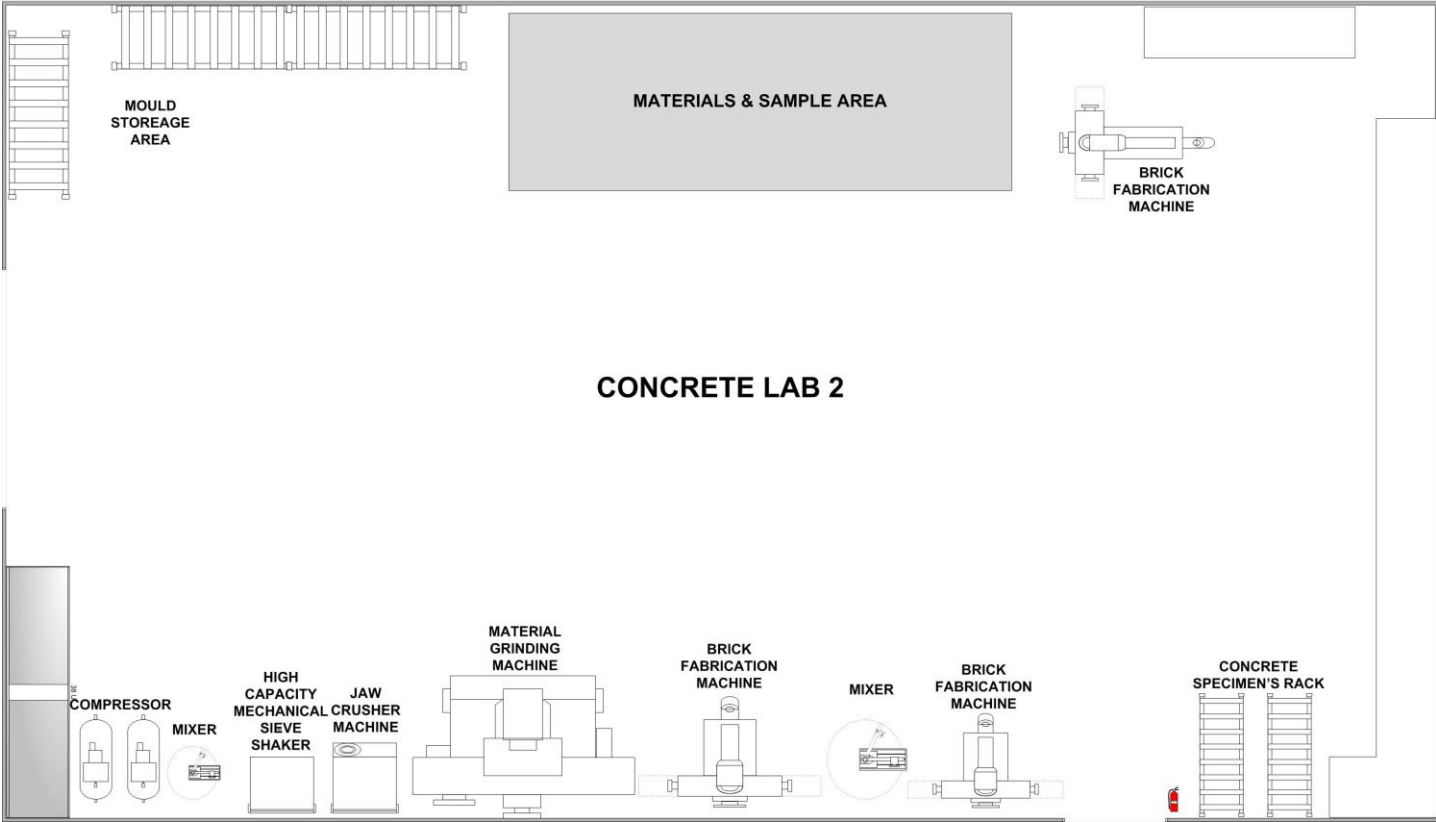 MOULD
STOREAGE
AREA
MATERIALS & SAMPLE AREA
BRICK
FABRICATION
MACHINE
CONCRETE LAB 2
COMPRESSOR
MIXER
HIGH
CAPACITY
MECHANICAL
SIEVE
SHAKER
JAW
CRUSHER
MACHINE
MATERIAL
GRINDING
MACHINE
BRICK
FABRICATION
MACHINE
MIXER
BRICK
FABRICATION
MACHINE
CONCRETE
SPECIMEN'S RACK